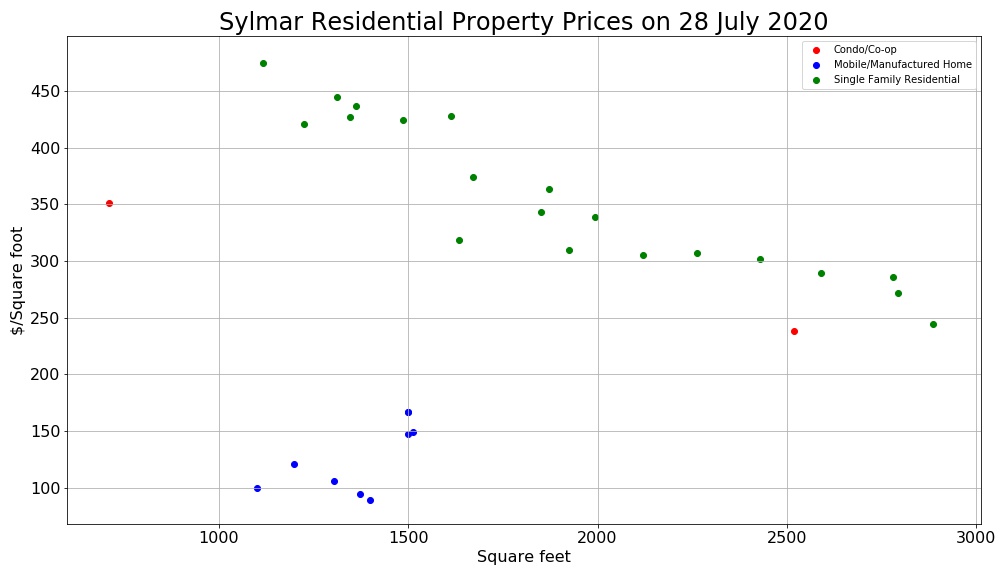 Sylmar Residential Property Prices on 28 July 2020
Condo/Co-op
Mobile/Manufactured Home
Single Family Residential
$/Square foot
450
400
350
300
250
200
150
100
1000 1500 2000 2500 3000
Square feet